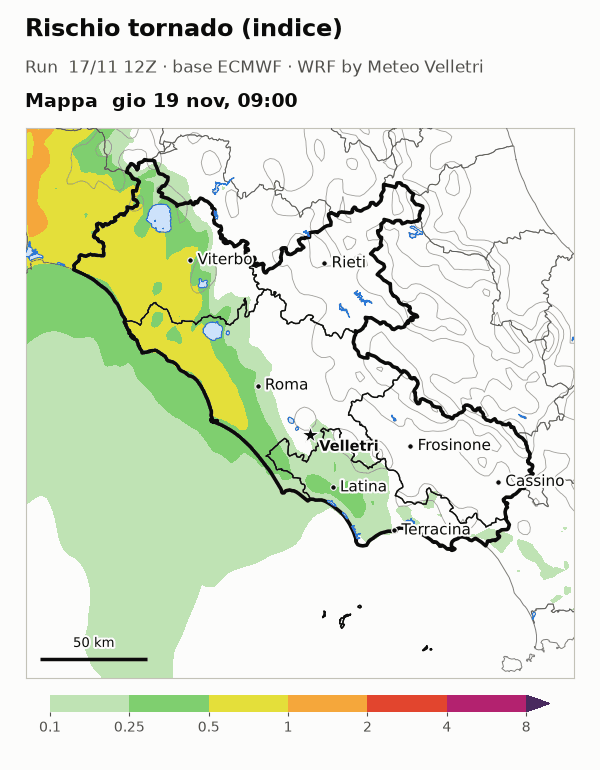 Rischio tornado (indice)
Run 17/11 12Z · base ECMWF · WRF by Meteo Velletri
Mappa gio 19 nov, 09:00
Viterbo
Rieti
Roma
Velletri
Frosinone
Cassino
Latina
Terracina
50 km
0.1 0.25 0.5 1 2 4 8